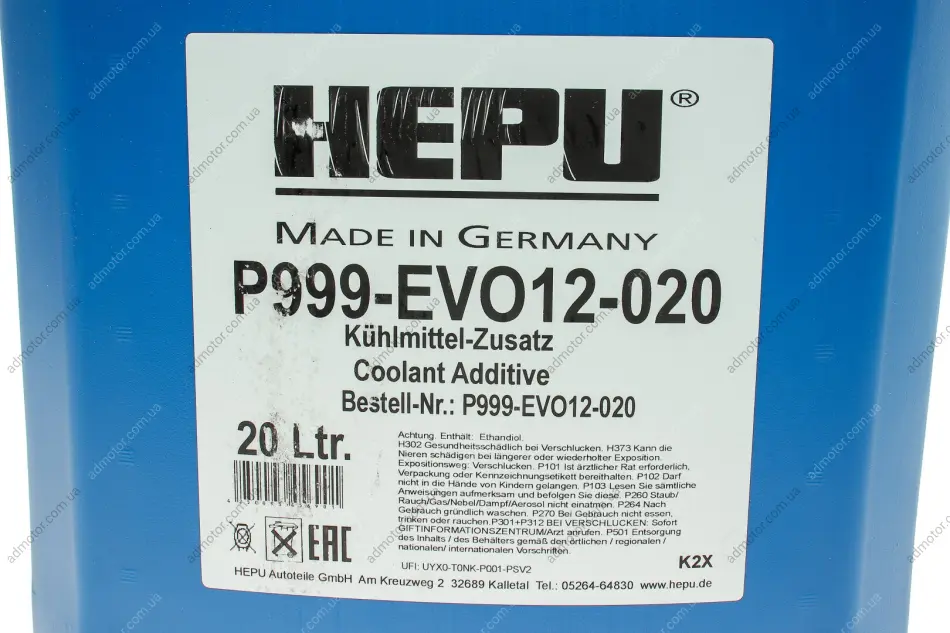 HEPU®
MADE IN GERMANY
P999-EVO12-020
Kühlmittel-Zusatz
Coolant Additive
Bestell-Nr.: P999-EVO12-020
20 Ltr.
Achtung. Enthält: Ethandiol.
H302 Gesundheitsschädlich bei Verschlucken. H373 Kann die
Nieren schädigen bei längerer oder wiederholter Exposition.
Expositionsweg: Verschlucken. P101 Ist ärztlicher Rat erforderlich,
Verpackung oder Kennzeichnungsetikett bereithalten. P102 Darf
nicht in die Hände von Kindern gelangen. P103 Lesen Sie sämtliche
Anweisungen aufmerksam und befolgen Sie diese. P260 Staub/
Rauch/Gas/Nebel/Dampf/Aerosol nicht einatmen. P264 Nach
Gebrauch gründlich waschen. P270 Bei Gebrauch nicht essen,
trinken oder rauchen.P301+P312 BEI VERSCHLUCKEN: Sofort
GIFTINFORMATIONSZENTRUM/Arzt anrufen. P501 Entsorgung
des Inhalts / des Behälters gemäß den örtlichen / regionalen /
nationalen/ internationalen Vorschriften.
EAC
UFI: UYX0-T0NK-P001-PSV2
K2X
HEPU Autoteile GmbH Am Kreuzweg 2 32689 Kalletal Tel. 05264-64830 www.hepu.de
admotor.com.ua